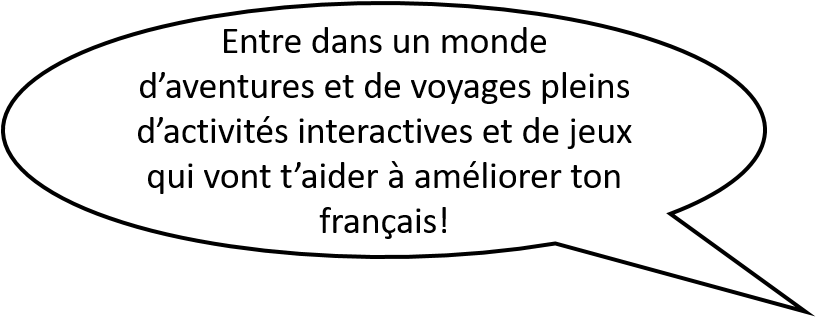 Entre dans un monde
d’aventures et de voyages pleins
d’activités interactives et de jeux
qui vont t’aider à améliorer ton
français!